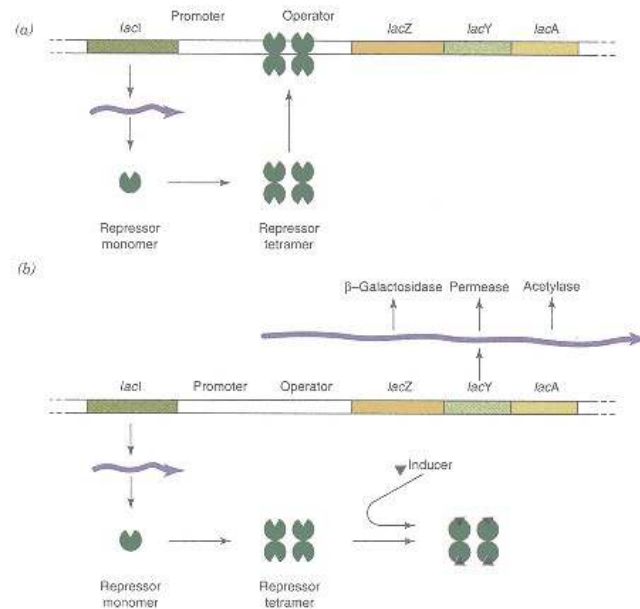 (a)
lacI Promoter Operator lacZ lacY lacA
Repressor Repressor
monomer tetramer
(b)
β–Galactosidase Permease Acetylase
lacI Promoter Operator lacZ lacY lacA
Inducer
Repressor Repressor
monomer tetramer